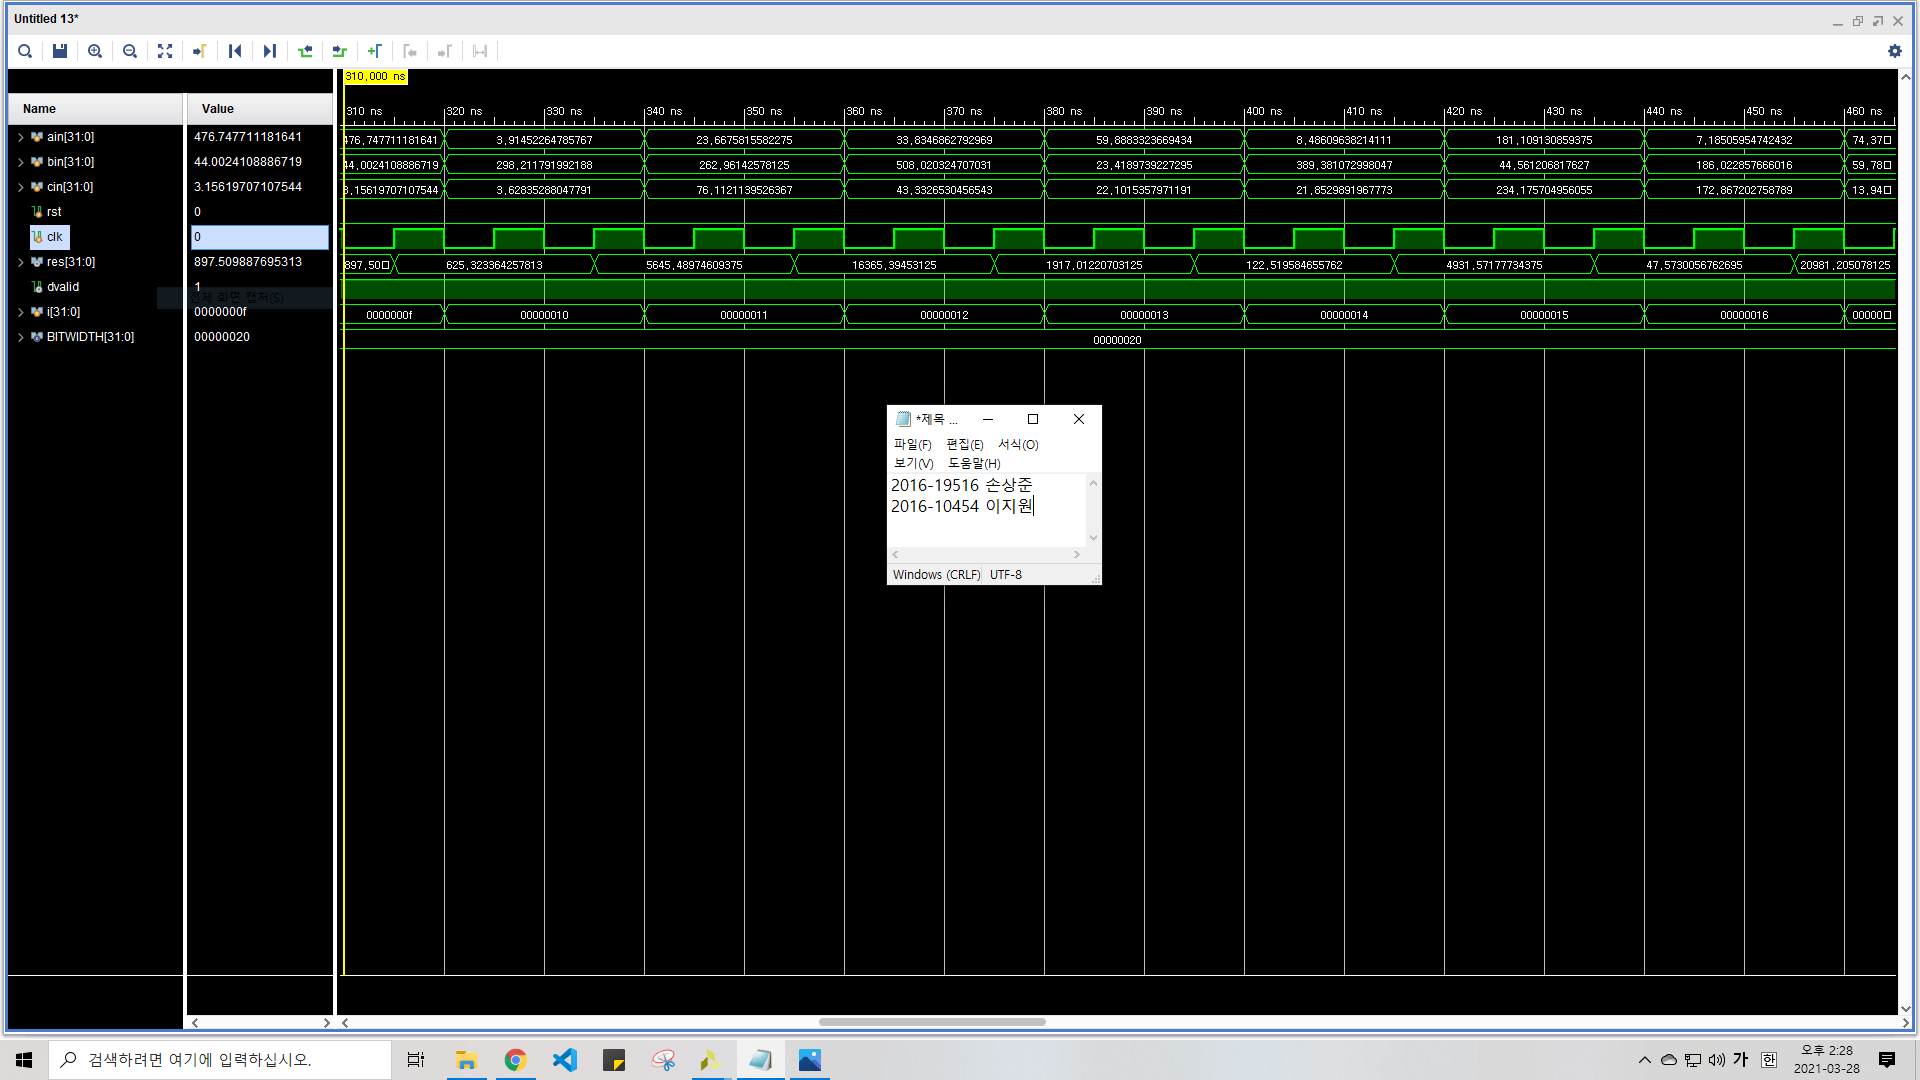 Untitled 13*
310,000 ns
Name Value
310 ns 320 ns 330 ns 340 ns 350 ns 360 ns 370 ns 380 ns 390 ns 400 ns 410 ns 420 ns 430 ns 440 ns 450 ns 460 ns
ain[31:0] 476.747711181641 476,747711181641 3,91452264785767 23,6675815582275 33,8346862792969 59,8883323669434 8,48609638214111 181,109130859375 7,18505954742432 74,37
bin[31:0] 44.0024108886719 44,0024108886719 298,211791992188 262,96142578125 508,020324707031 23,4189739227295 389,381072998047 44,561206817627 186,022857666016 59,78
cin[31:0] 3.15619707107544 3,15619707107544 3,62835288047791 76,1121139526367 43,3326530456543 22,1015357971191 21,8529891967773 234,175704956055 172,867202758789 13,94
rst 0
clk 0
res[31:0] 897.509887695313 897,50 625,323364257813 5645,48974609375 16365,39453125 1917,01220703125 122,519584655762 4931,57177734375 47,5730056762695 20981,205078125
dvalid 1
전체 화면 캡처(S)
i[31:0] 0000000f 0000000f 00000010 00000011 00000012 00000013 00000014 00000015 00000016 00000
BITWIDTH[31:0] 00000020 00000020
*제목 ...
파일(F) 편집(E) 서식(O)
보기(V) 도움말(H)
2016-19516 손상준
2016-10454 이지원
Windows (CRLF) UTF-8
검색하려면 여기에 입력하십시오.
가 한
오후 2:28
2021-03-28